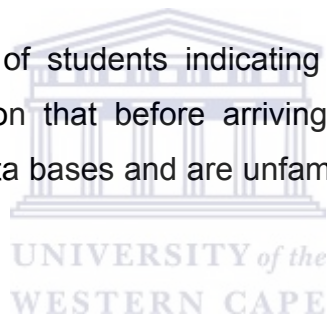 of students indicating
on that before arriving
ta bases and are unfam
UNIVERSITY of the
WESTERN CAPE